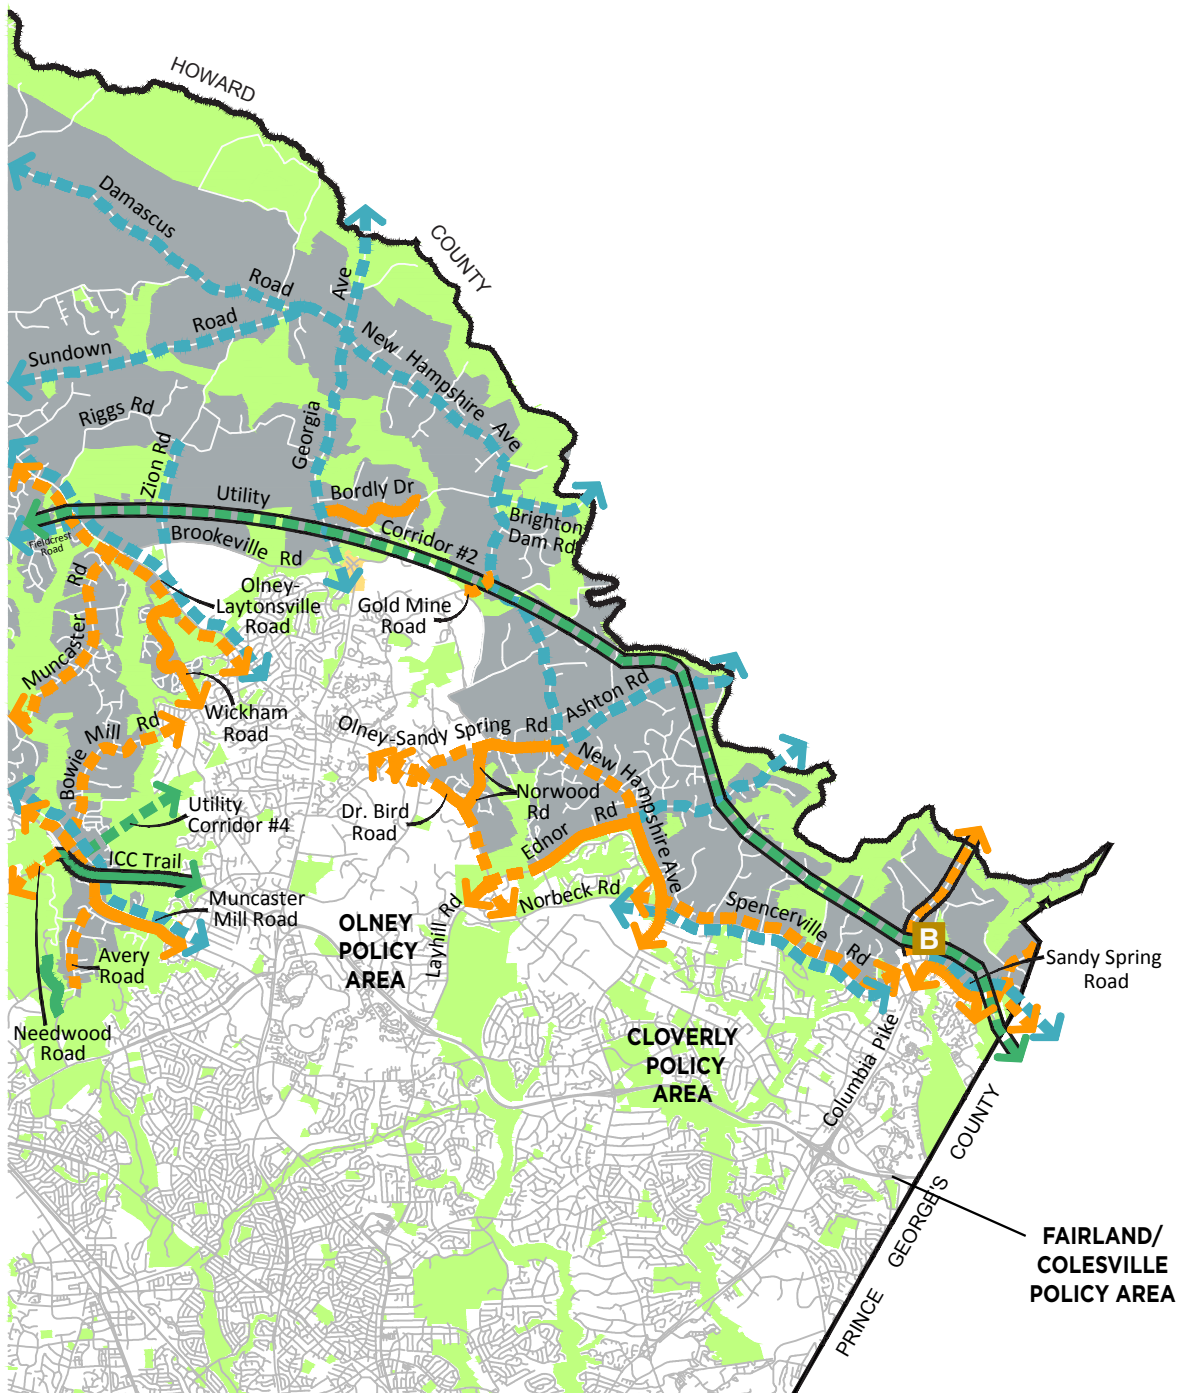 HOWARD
COUNTY
Damascus
Road
Ave
Road
Sundown
New Hampshire Ave
Riggs Rd
Georgia
Zion Rd
Utility
Bordly Dr
Brighton
Dam Rd
Corridor #2
Brookeville Rd
Fieldcrest
Road
Olney-
Laytonsville
Road
Gold Mine
Road
Muncaster
Rd
Wickham
Road
Ashton Rd
Olney-Sandy Spring Rd
Bowie
Mill Rd
New Hampshire Ave
Norwood
Rd
Utility
Corridor #4
Dr. Bird
Road
Ednor Rd
ICC Trail
Norbeck Rd
Muncaster
Mill Road
Layhill Rd
Spencerville
Rd
OLNEY
POLICY
AREA
B
Avery
Road
Sandy Spring
Road
Needwood
Road
CLOVERLY
POLICY
AREA
Columbia Pike
PRINCE GEORGE'S COUNTY
FAIRLAND/
COLESVILLE
POLICY AREA